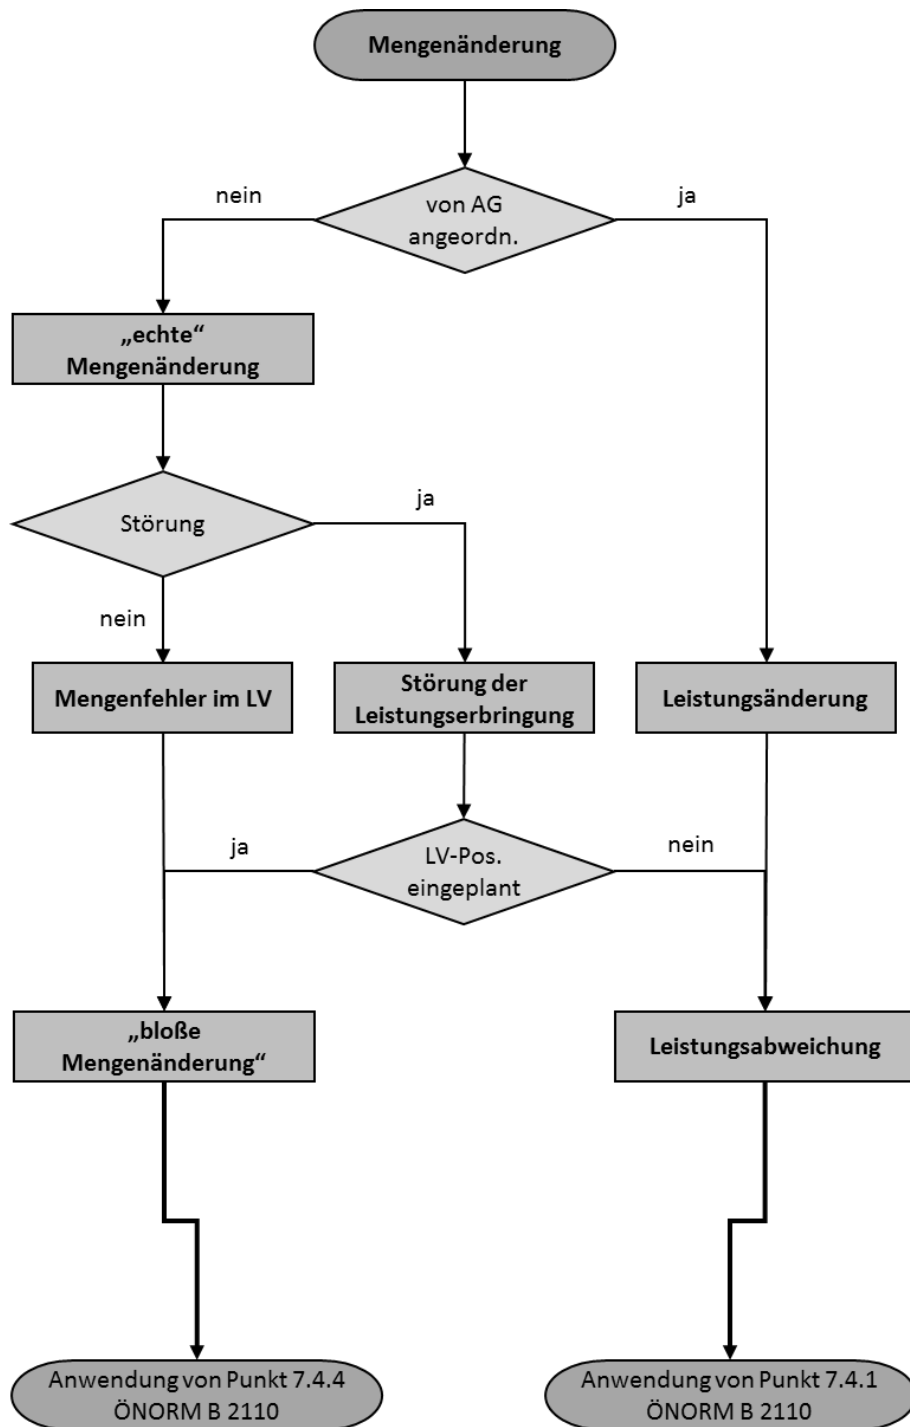 Mengenänderung
nein
ja
von AG
angeordn.
„echte“
Mengenänderung
ja
Störung
nein
Mengenfehler im LV
Störung der
Leistungserbringung
Leistungsänderung
ja
LV-Pos.
eingeplant
nein
„bloße
Mengenänderung“
Leistungsabweichung
Anwendung von Punkt 7.4.4
ÖNORM B 2110
Anwendung von Punkt 7.4.1
ÖNORM B 2110